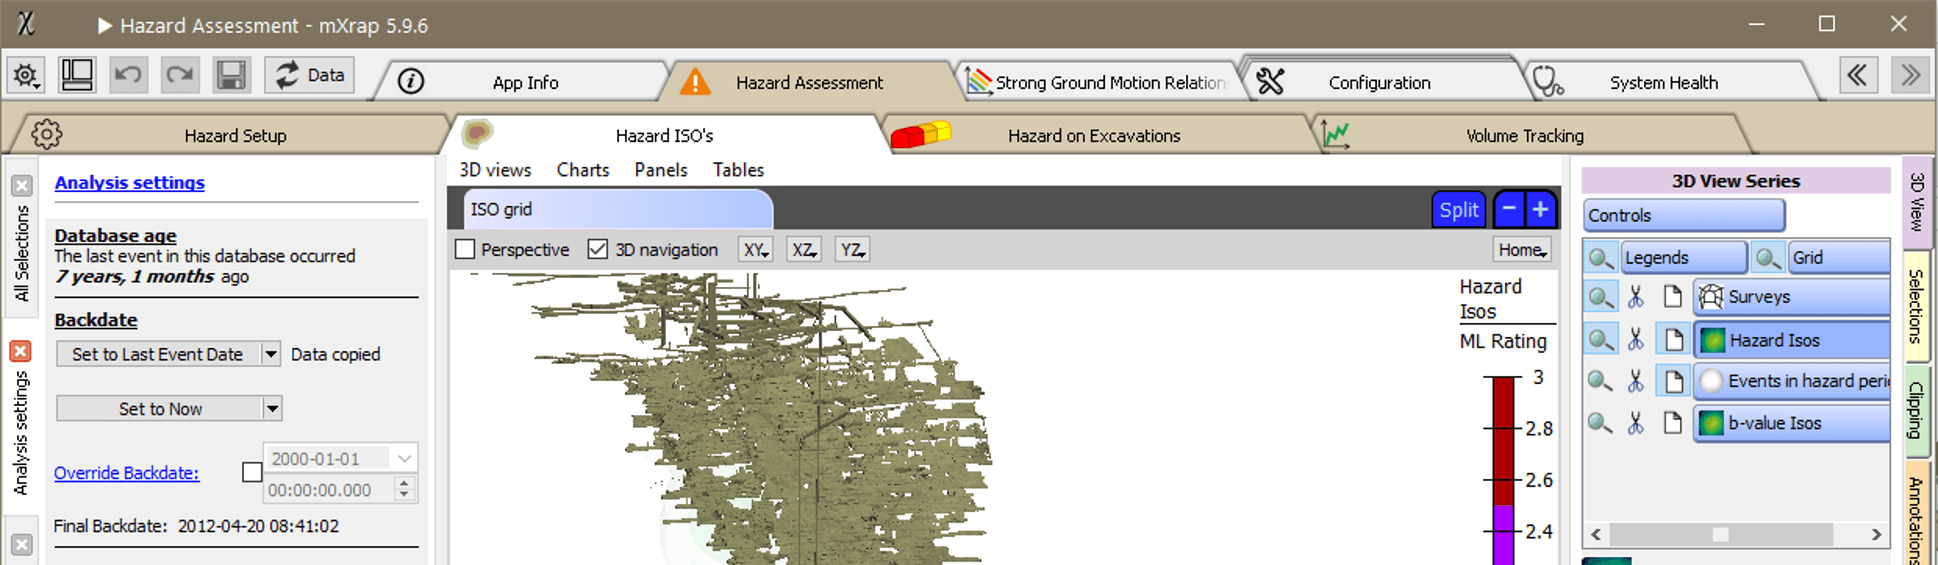 Hazard Assessment - mXrap 5.9.6
Data
App Info
Hazard Assessment
Strong Ground Motion Relation
Configuration
System Health
Hazard Setup
Hazard ISO's
Hazard on Excavations
Volume Tracking
All Selections
Analysis settings
Analysis settings
Database age
The last event in this database occurred
7 years, 1 months ago
Backdate
Set to Last Event Date
Data copied
Set to Now
Override Backdate:
2000-01-01
00:00:00.000
Final Backdate: 2012-04-20 08:41:02
3D views Charts Panels Tables
ISO grid
Split
- +
Perspective
3D navigation
XY
XZ
YZ
Home
Hazard
Isos
ML Rating
3
2.8
2.6
2.4
3D View Series
Controls
Legends
Grid
Surveys
Hazard Isos
Events in hazard peri
b-value Isos
3D View
Selections
Clipping
Annotations